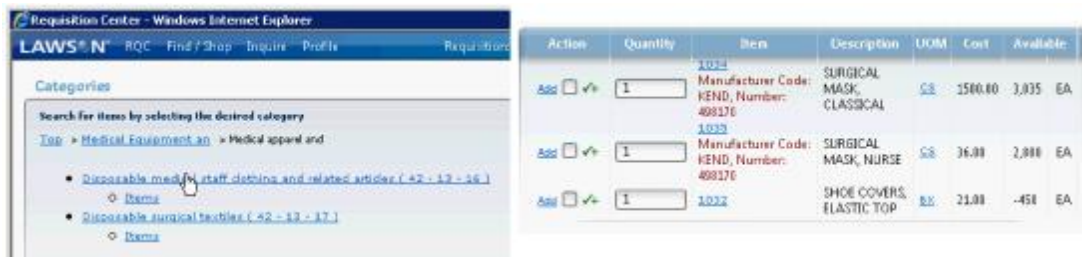 Requisition Center - Windows Internet Explorer
LAWSON RQC Find / Shop Inquire Profile Requisitions
Categories
Search for items by selecting the desired category
Top » Medical Equipment an » Medical apparel and
Disposable medical staff clothing and related articles ( 42 - 13 - 16 )
Items
Disposable surgical textiles ( 42 - 13 - 17 )
Items
Action Quantity Item Description UOM Cost Available
1034
Manufacturer Code:
KEND, Number:
498170
Add 1 SURGICAL MASK, CLASSICAL CS 1500.00 3,035 EA
1033
Manufacturer Code:
KEND, Number:
498170
Add 1 SURGICAL MASK, NURSE CS 36.00 2,000 EA
Add 1 1032 SHOE COVERS, ELASTIC TOP BX 21.00 -450 EA